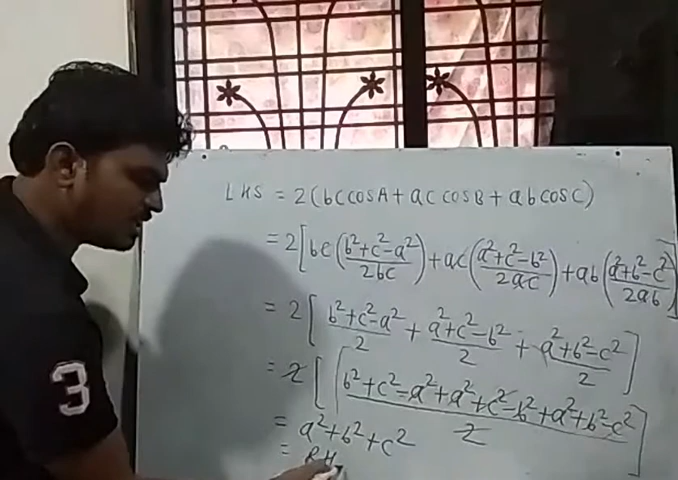 LHS = 2(bc cosA + ac cosB + ab cosC)
= 2[bc((b²+c²-a²)/2bc) + ac((a²+c²-b²)/2ac) + ab((a²+b²-c²)/2ab)]
= 2[(b²+c²-a²)/2 + (a²+c²-b²)/2 + (a²+b²-c²)/2]
= 2[(b²+c²-a²+a²+c²-b²+a²+b²-c²)/2]
= a²+b²+c²
= RH
3